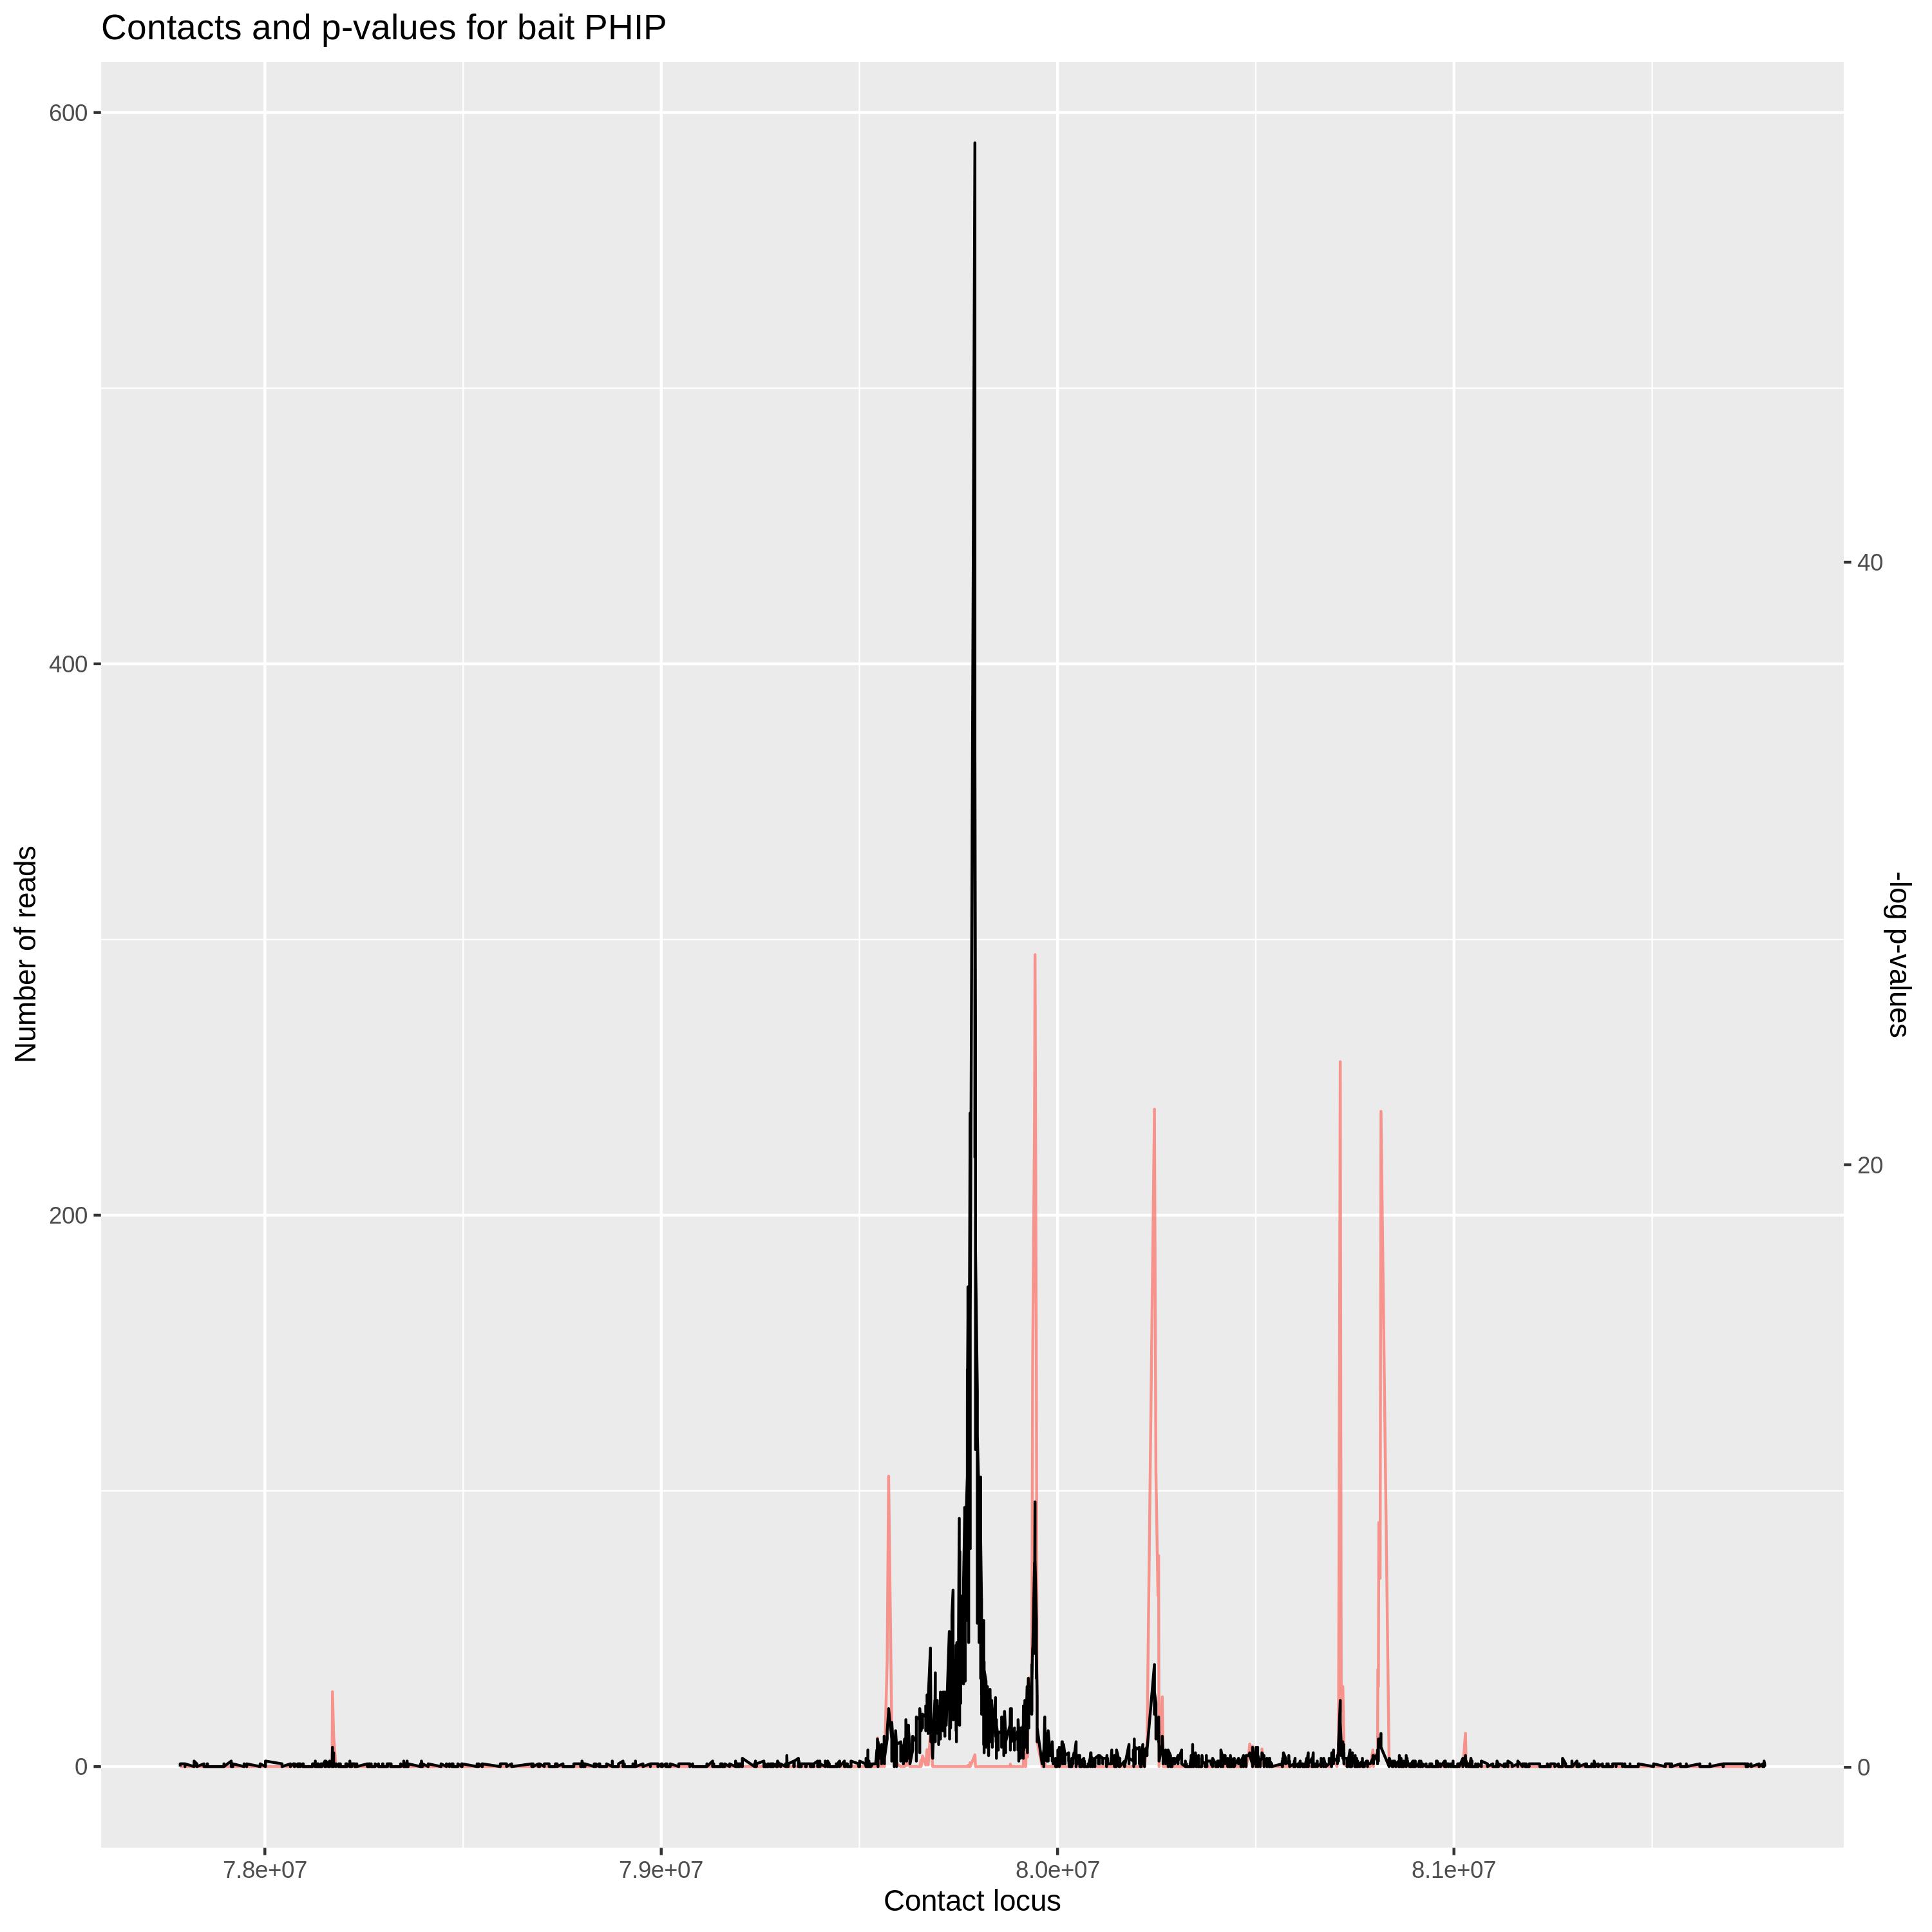 Contacts and p-values for bait PHIP
600
400
200
0
Number of reads
40
20
0
-log p-values
7.8e+07
7.9e+07
8.0e+07
8.1e+07
Contact locus